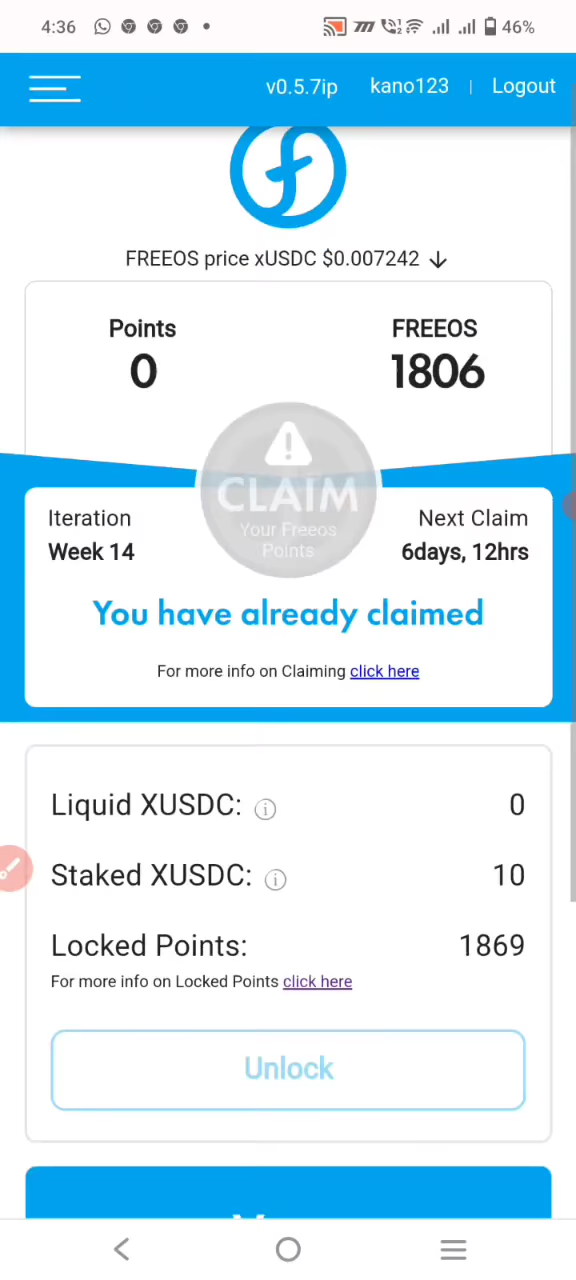 4:36
46%
v0.5.7ip kano123 | Logout
FREEOS price xUSDC $0.007242
Points FREEOS
0 1806
CLAIM
Your Freeos
Points
Iteration Next Claim
Week 14 6days, 12hrs
You have already claimed
For more info on Claiming click here
Liquid XUSDC: 0
Staked XUSDC: 10
Locked Points: 1869
For more info on Locked Points click here
Unlock